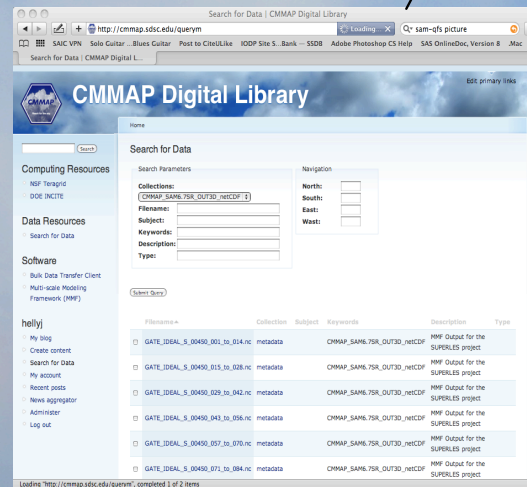 Search for Data | CMMAP Digital Library
http://cmmap.sdsc.edu/querym
Loading
sam-qfs picture
SAIC VPN Solo Guitar ...Blues Guitar Post to CiteULike IODP Site S...Bank — SSDB Adobe Photoshop CS Help SAS OnlineDoc, Version 8 .Mac
Search for Data | CMMAP Digital L...
Edit primary links
CMMAP
CMMAP Digital Library
Home
Search
Computing Resources
NSF Teragrid
DOE INCITE
Data Resources
Search for Data
Software
Bulk Data Transfer Client
Multi-scale Modeling
Framework (MMF)
hellyj
My blog
Create content
Search for Data
My account
Recent posts
News aggregator
Administer
Log out
Search for Data
Search Parameters
Collections:
CMMAP_SAM6.7SR_OUT3D_netCDF
Filename:
Subject:
Keywords:
Description:
Type:
Navigation
North:
South:
East:
Wast:
Submit Query
Filename Collection Subject Keywords Description Type
GATE_IDEAL_S_00450_001_to_014.nc metadata CMMAP_SAM6.7SR_OUT3D_netCDF MMF Output for the
SUPERLES project
GATE_IDEAL_S_00450_015_to_028.nc metadata CMMAP_SAM6.7SR_OUT3D_netCDF MMF Output for the
SUPERLES project
GATE_IDEAL_S_00450_029_to_042.nc metadata CMMAP_SAM6.7SR_OUT3D_netCDF MMF Output for the
SUPERLES project
GATE_IDEAL_S_00450_043_to_056.nc metadata CMMAP_SAM6.7SR_OUT3D_netCDF MMF Output for the
SUPERLES project
GATE_IDEAL_S_00450_057_to_070.nc metadata CMMAP_SAM6.7SR_OUT3D_netCDF MMF Output for the
SUPERLES project
GATE_IDEAL_S_00450_071_to_084.nc metadata CMMAP_SAM6.7SR_OUT3D_netCDF MMF Output for the
SUPERLES project
Loading "http://cmmap.sdsc.edu/querym", completed 1 of 2 items